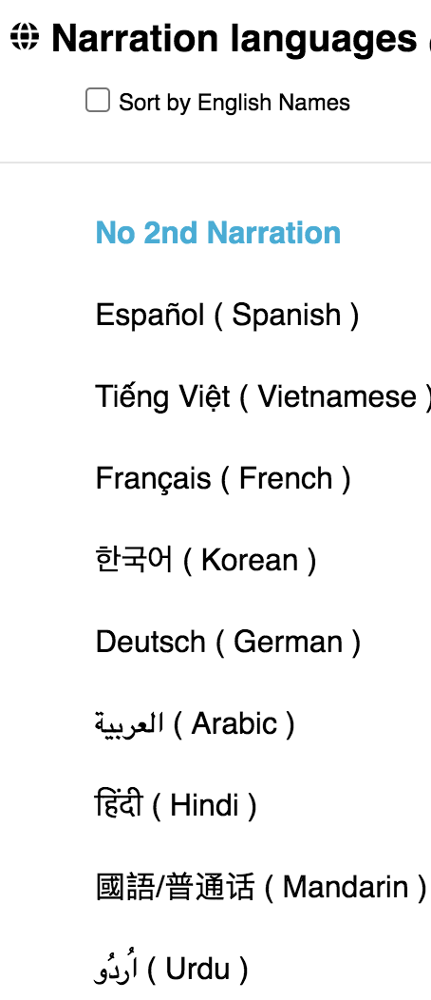 Narration languages
Sort by English Names
No 2nd Narration
Español ( Spanish )
Tiếng Việt ( Vietnamese )
Français ( French )
한국어 ( Korean )
Deutsch ( German )
العربية ( Arabic )
हिंदी ( Hindi )
國語/普通话 ( Mandarin )
اُردُو ( Urdu )